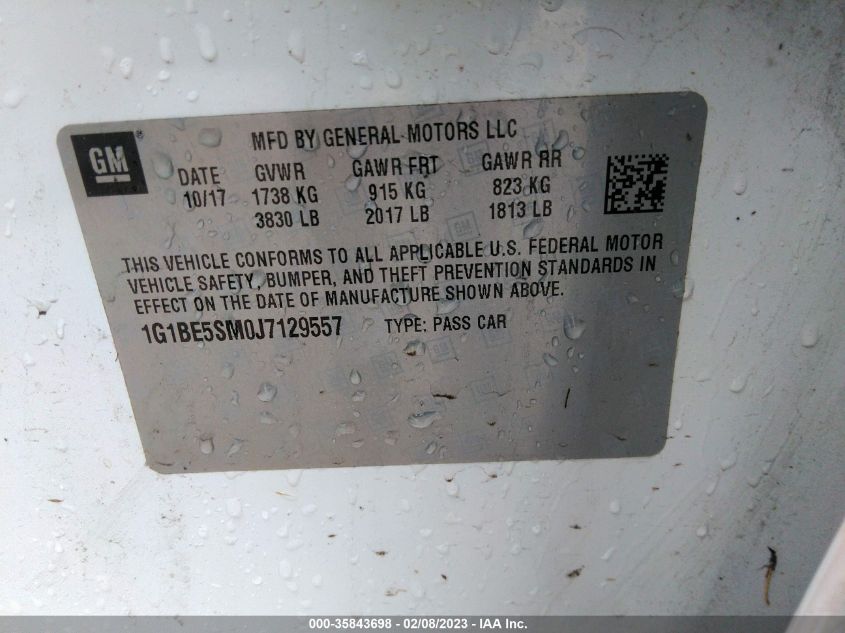 GM ®
MFD BY GENERAL MOTORS LLC
DATE GVWR GAWR FRT GAWR RR
10/17 1738 KG 915 KG 823 KG
3830 LB 2017 LB 1813 LB
THIS VEHICLE CONFORMS TO ALL APPLICABLE U.S. FEDERAL MOTOR
VEHICLE SAFETY, BUMPER, AND THEFT PREVENTION STANDARDS IN
EFFECT ON THE DATE OF MANUFACTURE SHOWN ABOVE.
1G1BE5SM0J7129557 TYPE: PASS CAR
000-35843698 - 02/08/2023 - IAA Inc.